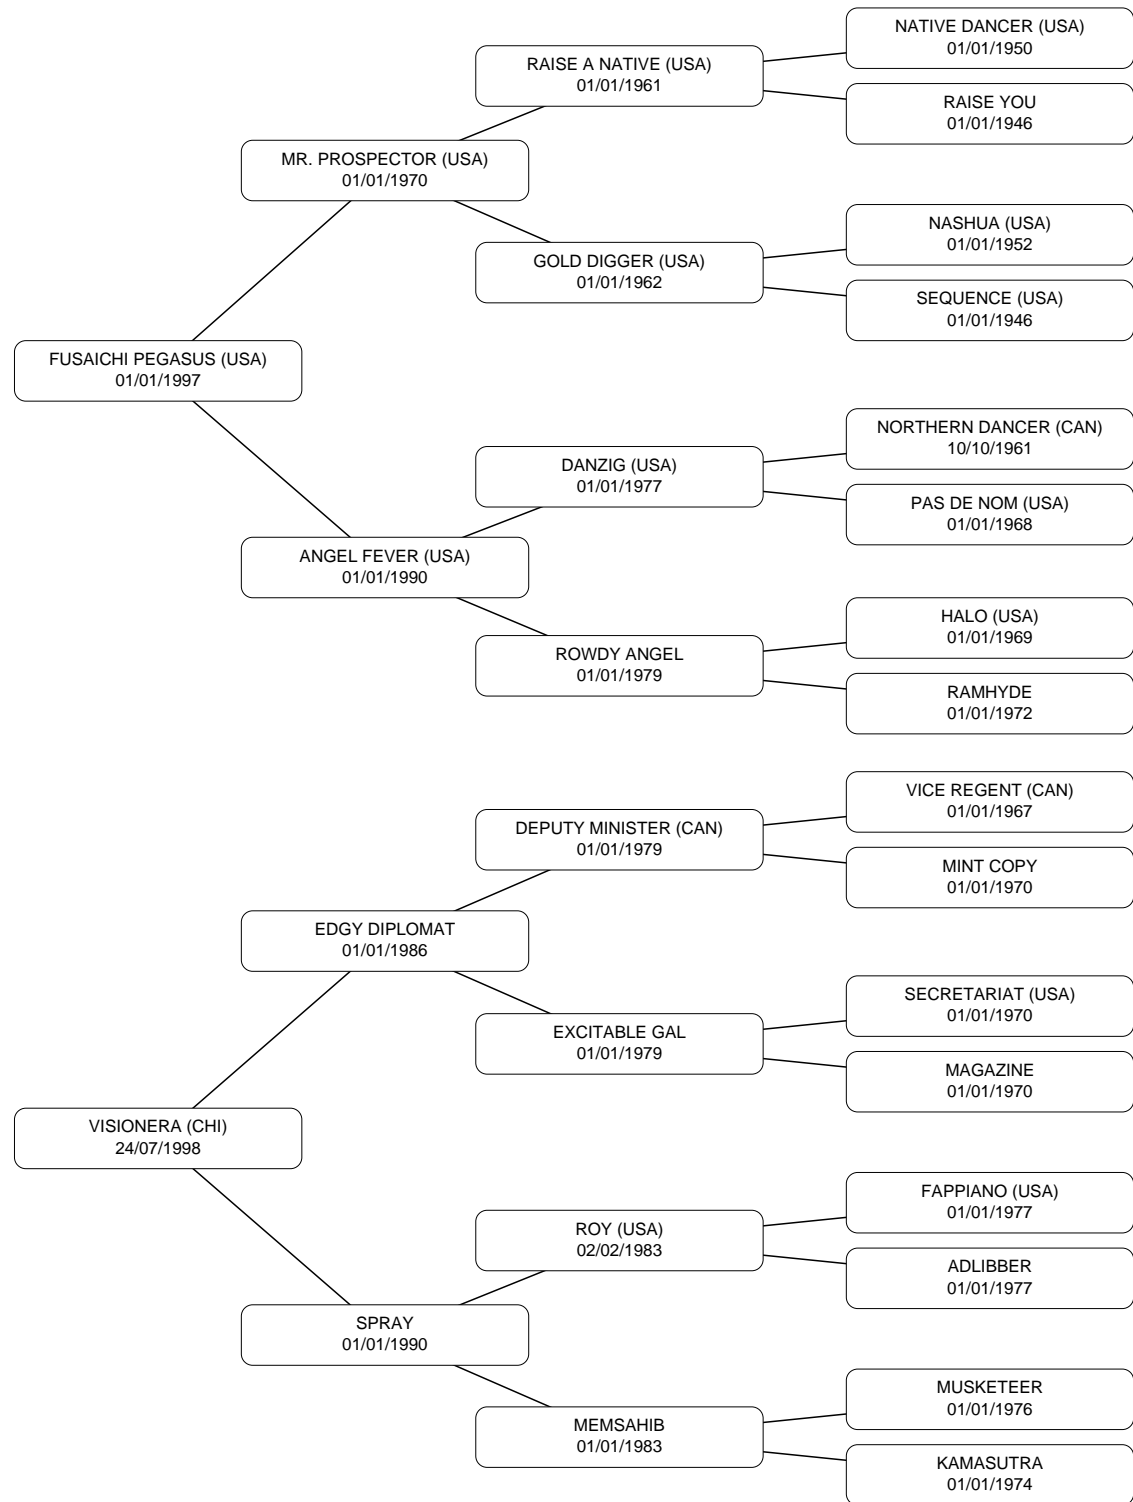 NATIVE DANCER (USA)
01/01/1950
RAISE A NATIVE (USA)
01/01/1961
RAISE YOU
01/01/1946
MR. PROSPECTOR (USA)
01/01/1970
NASHUA (USA)
01/01/1952
GOLD DIGGER (USA)
01/01/1962
SEQUENCE (USA)
01/01/1946
FUSAICHI PEGASUS (USA)
01/01/1997
NORTHERN DANCER (CAN)
10/10/1961
DANZIG (USA)
01/01/1977
PAS DE NOM (USA)
01/01/1968
ANGEL FEVER (USA)
01/01/1990
HALO (USA)
01/01/1969
ROWDY ANGEL
01/01/1979
RAMHYDE
01/01/1972
VICE REGENT (CAN)
01/01/1967
DEPUTY MINISTER (CAN)
01/01/1979
MINT COPY
01/01/1970
EDGY DIPLOMAT
01/01/1986
SECRETARIAT (USA)
01/01/1970
EXCITABLE GAL
01/01/1979
MAGAZINE
01/01/1970
VISIONERA (CHI)
24/07/1998
FAPPIANO (USA)
01/01/1977
ROY (USA)
02/02/1983
ADLIBBER
01/01/1977
SPRAY
01/01/1990
MUSKETEER
01/01/1976
MEMSAHIB
01/01/1983
KAMASUTRA
01/01/1974